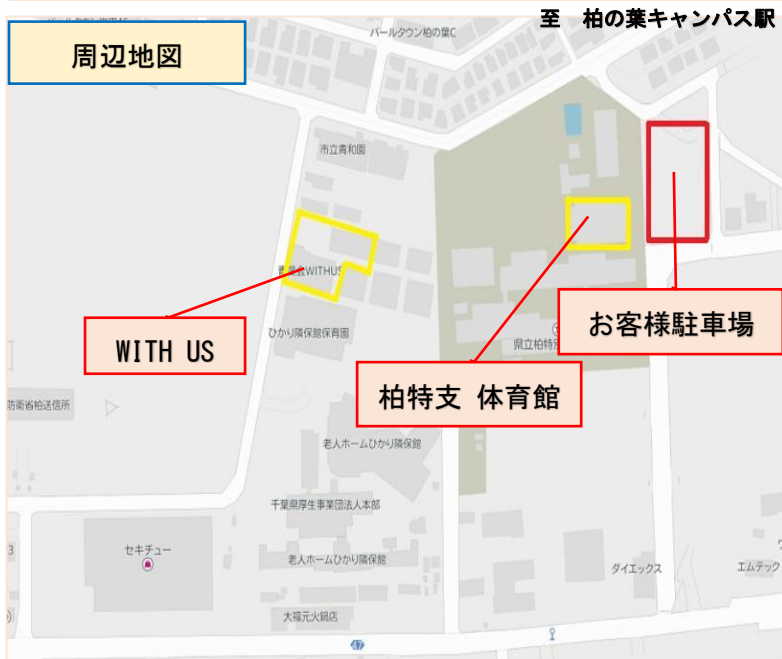 至 柏の葉キャンパス駅
パールタウン柏の葉C
周辺地図
市立青和園
WITHUS
ひかり隣保館保育園
WITH US
お客様駐車場
県立柏特別
柏特支 体育館
防衛省柏送信所
老人ホームひかり隣保館
千葉県厚生事業団法人本部
セキチュー
老人ホームひかり隣保館
ダイエックス
エムテック
大福元火鍋店
47